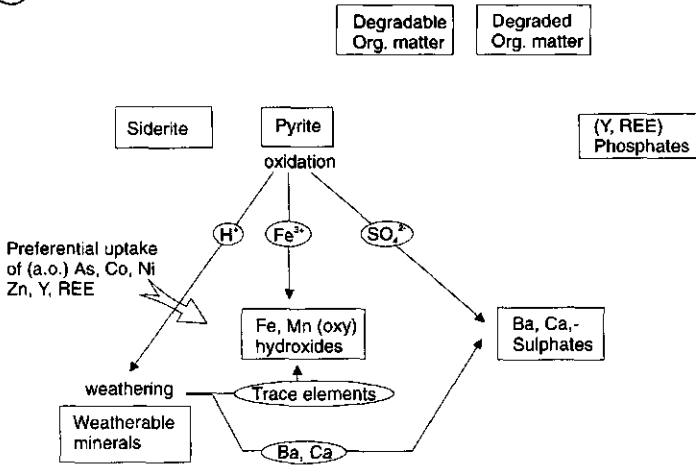 Degradable
Org. matter
Degraded
Org. matter
Siderite
Pyrite
(Y, REE)
Phosphates
oxidation
H⁺
Fe³⁺
SO₄²⁻
Preferential uptake
of (a.o.) As, Co, Ni
Zn, Y, REE
Fe, Mn (oxy)
hydroxides
Ba, Ca,-
Sulphates
weathering
Trace elements
Weatherable
minerals
Ba, Ca